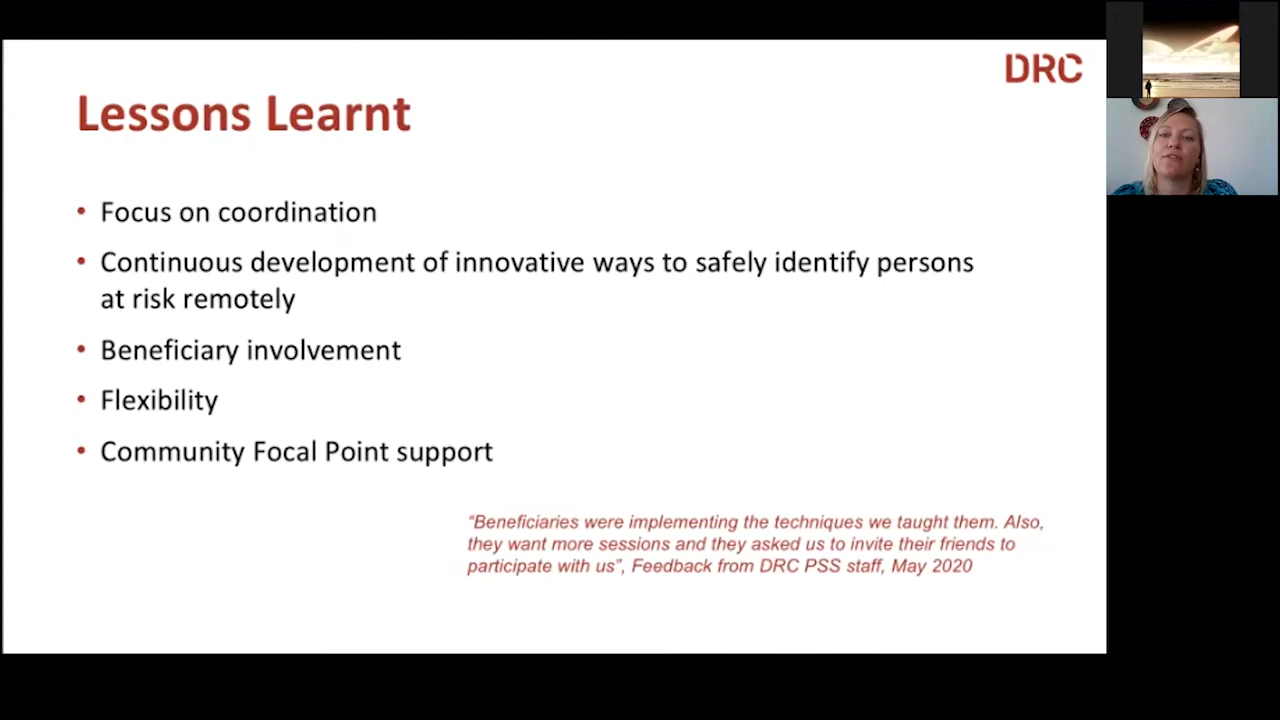 DRC
Lessons Learnt
• Focus on coordination
• Continuous development of innovative ways to safely identify persons
at risk remotely
• Beneficiary involvement
• Flexibility
• Community Focal Point support
“Beneficiaries were implementing the techniques we taught them. Also,
they want more sessions and they asked us to invite their friends to
participate with us”, Feedback from DRC PSS staff, May 2020